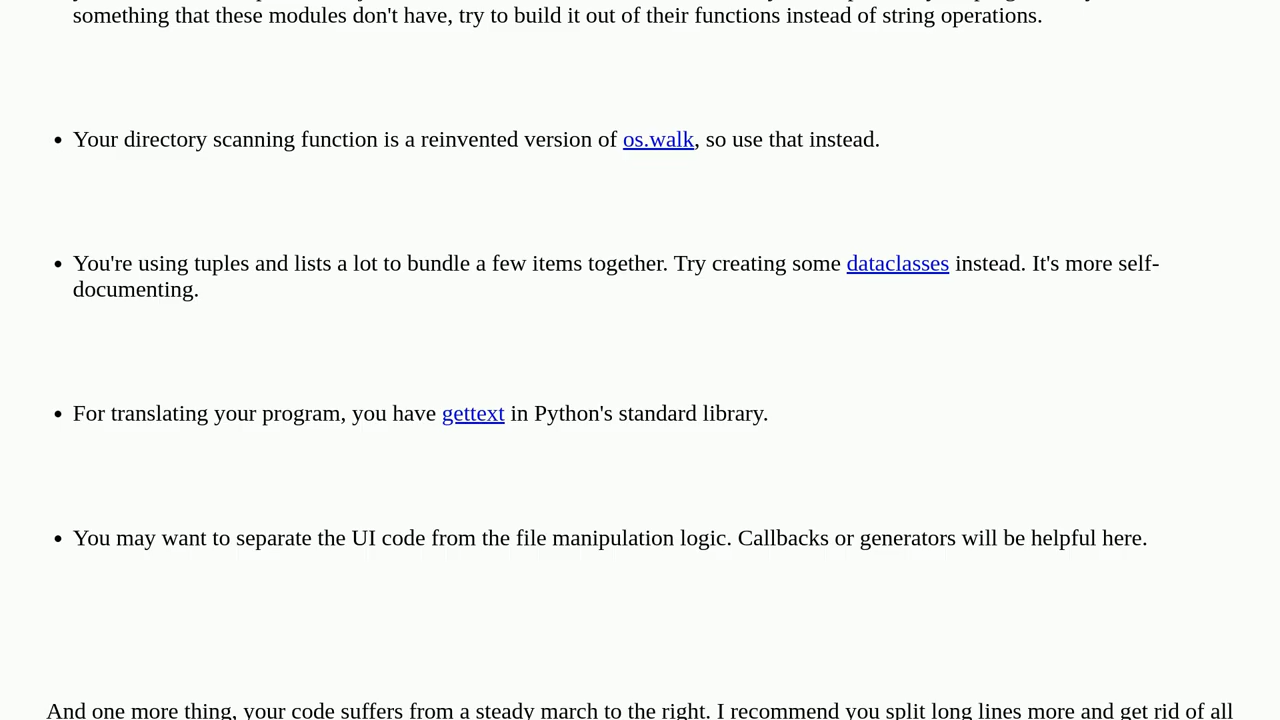 something that these modules don't have, try to build it out of their functions instead of string operations.
• Your directory scanning function is a reinvented version of os.walk, so use that instead.
• You're using tuples and lists a lot to bundle a few items together. Try creating some dataclasses instead. It's more self-
documenting.
• For translating your program, you have gettext in Python's standard library.
• You may want to separate the UI code from the file manipulation logic. Callbacks or generators will be helpful here.
And one more thing, your code suffers from a steady march to the right. I recommend you split long lines more and get rid of all